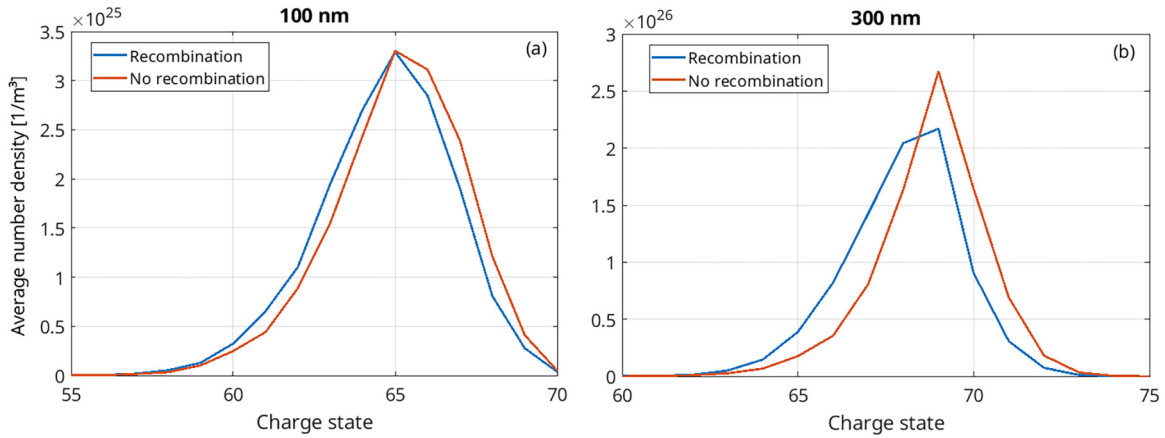 100 nm
×10²⁵
(a)
Recombination
No recombination
3.5
3
2.5
2
1.5
1
0.5
0
Average number density [1/m³]
55
60
65
70
Charge state
300 nm
×10²⁶
(b)
Recombination
No recombination
3
2.5
2
1.5
1
0.5
0
60
65
70
75
Charge state